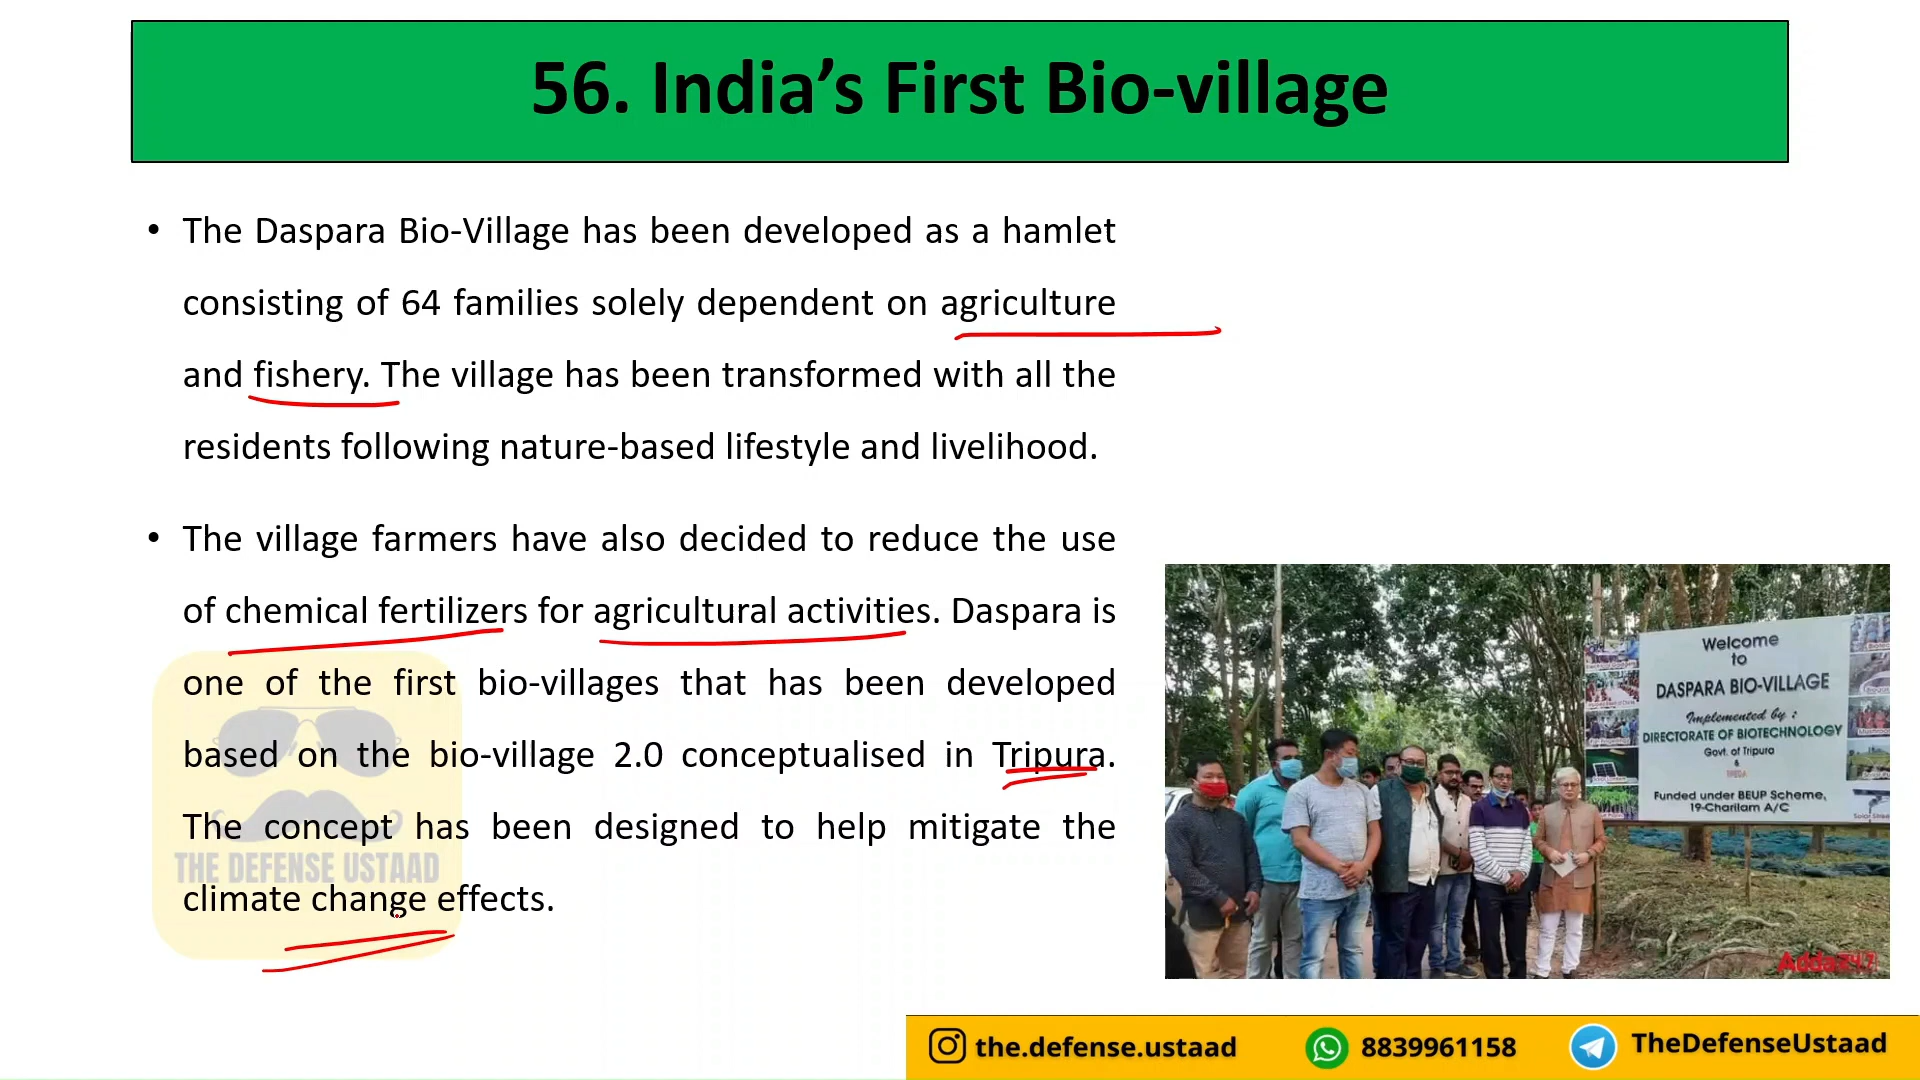 56. India’s First Bio-village
• The Daspara Bio-Village has been developed as a hamlet
consisting of 64 families solely dependent on agriculture
and fishery. The village has been transformed with all the
residents following nature-based lifestyle and livelihood.
• The village farmers have also decided to reduce the use
of chemical fertilizers for agricultural activities. Daspara is
one of the first bio-villages that has been developed
based on the bio-village 2.0 conceptualised in Tripura.
The concept has been designed to help mitigate the
climate change effects.
THE DEFENSE USTAAD
Welcome
to
DASPARA BIO-VILLAGE
Implemented by :
DIRECTORATE OF BIOTECHNOLOGY
Govt. of Tripura
&
Funded under BEUP Scheme,
19-Charilam A/C
Adda247
the.defense.ustaad
8839961158
TheDefenseUstaad